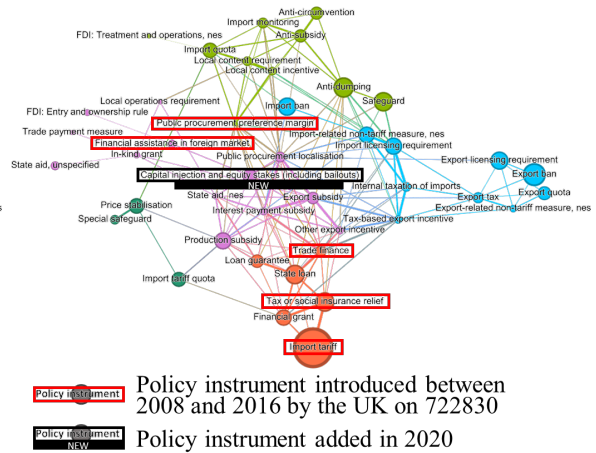 Anti-circumvention
Import monitoring
FDI: Treatment and operations, nes
Anti-subsidy
Import quota
Local content requirement
Local content incentive
Anti-dumping
Local operations requirement
Safeguard
Import ban
FDI: Entry and ownership rule
Public procurement preference margin
Trade payment measure
Import-related non-tariff measure, nes
Financial assistance in foreign market
Import licensing requirement
In-kind grant
Public procurement localisation
State aid, unspecified
Export licensing requirement
Capital injection and equity stakes (including bailouts)
Export ban
NEW
Internal taxation of imports
State aid, nes
Export subsidy
Export tax
Export quota
Price stabilisation
Interest payment subsidy
Export-related non-tariff measure, nes
Special safeguard
Tax-based export incentive
Other export incentive
Production subsidy
Trade finance
Loan guarantee
Import tariff quota
State loan
Tax or social insurance relief
Financial grant
Import tariff
Policy instrument
Policy instrument introduced between
2008 and 2016 by the UK on 722830
Policy instrument
NEW
Policy instrument added in 2020